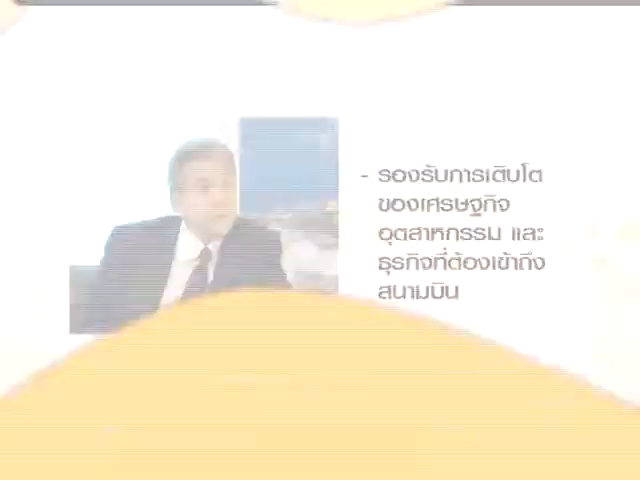 - รองรับการเติบโต
ของเศรษฐกิจ
อุตสาหกรรม และ
ธุรกิจที่ต้องเข้าถึง
สนามบิน